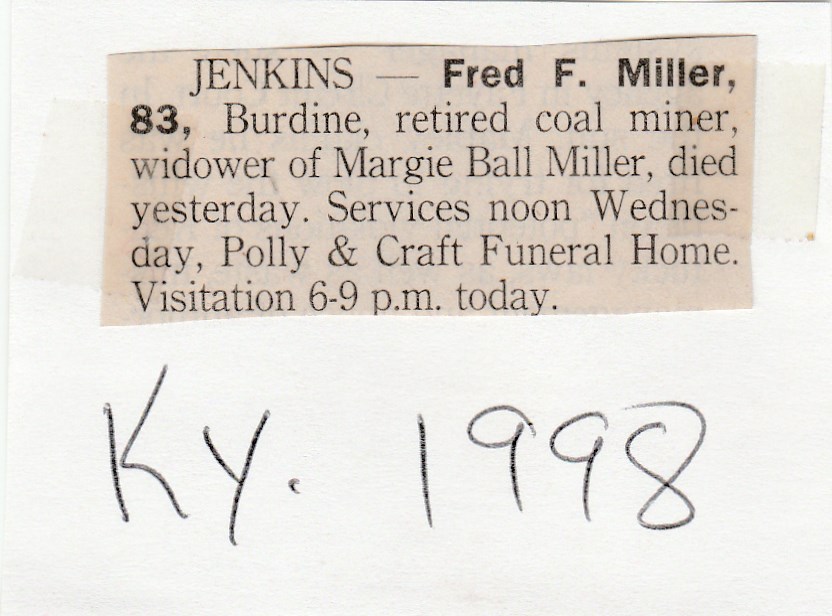 JENKINS — Fred F. Miller,
83, Burdine, retired coal miner,
widower of Margie Ball Miller, died
yesterday. Services noon Wednes-
day, Polly & Craft Funeral Home.
Visitation 6-9 p.m. today.
Ky. 1998